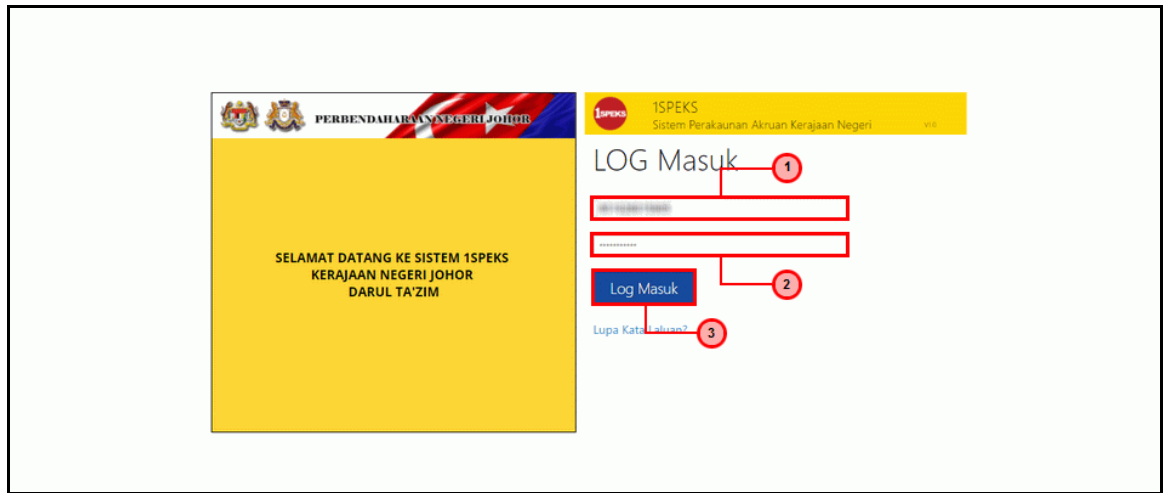 PERBENDAHARAAN NEGERI JOHOR
SELAMAT DATANG KE SISTEM 1SPEKS
KERAJAAN NEGERI JOHOR
DARUL TA'ZIM
1SPEKS
1SPEKS
Sistem Perakaunan Akruan Kerajaan Negeri
V1.0
LOG Masuk
1
2
Log Masuk
Lupa Kata Laluan?
3